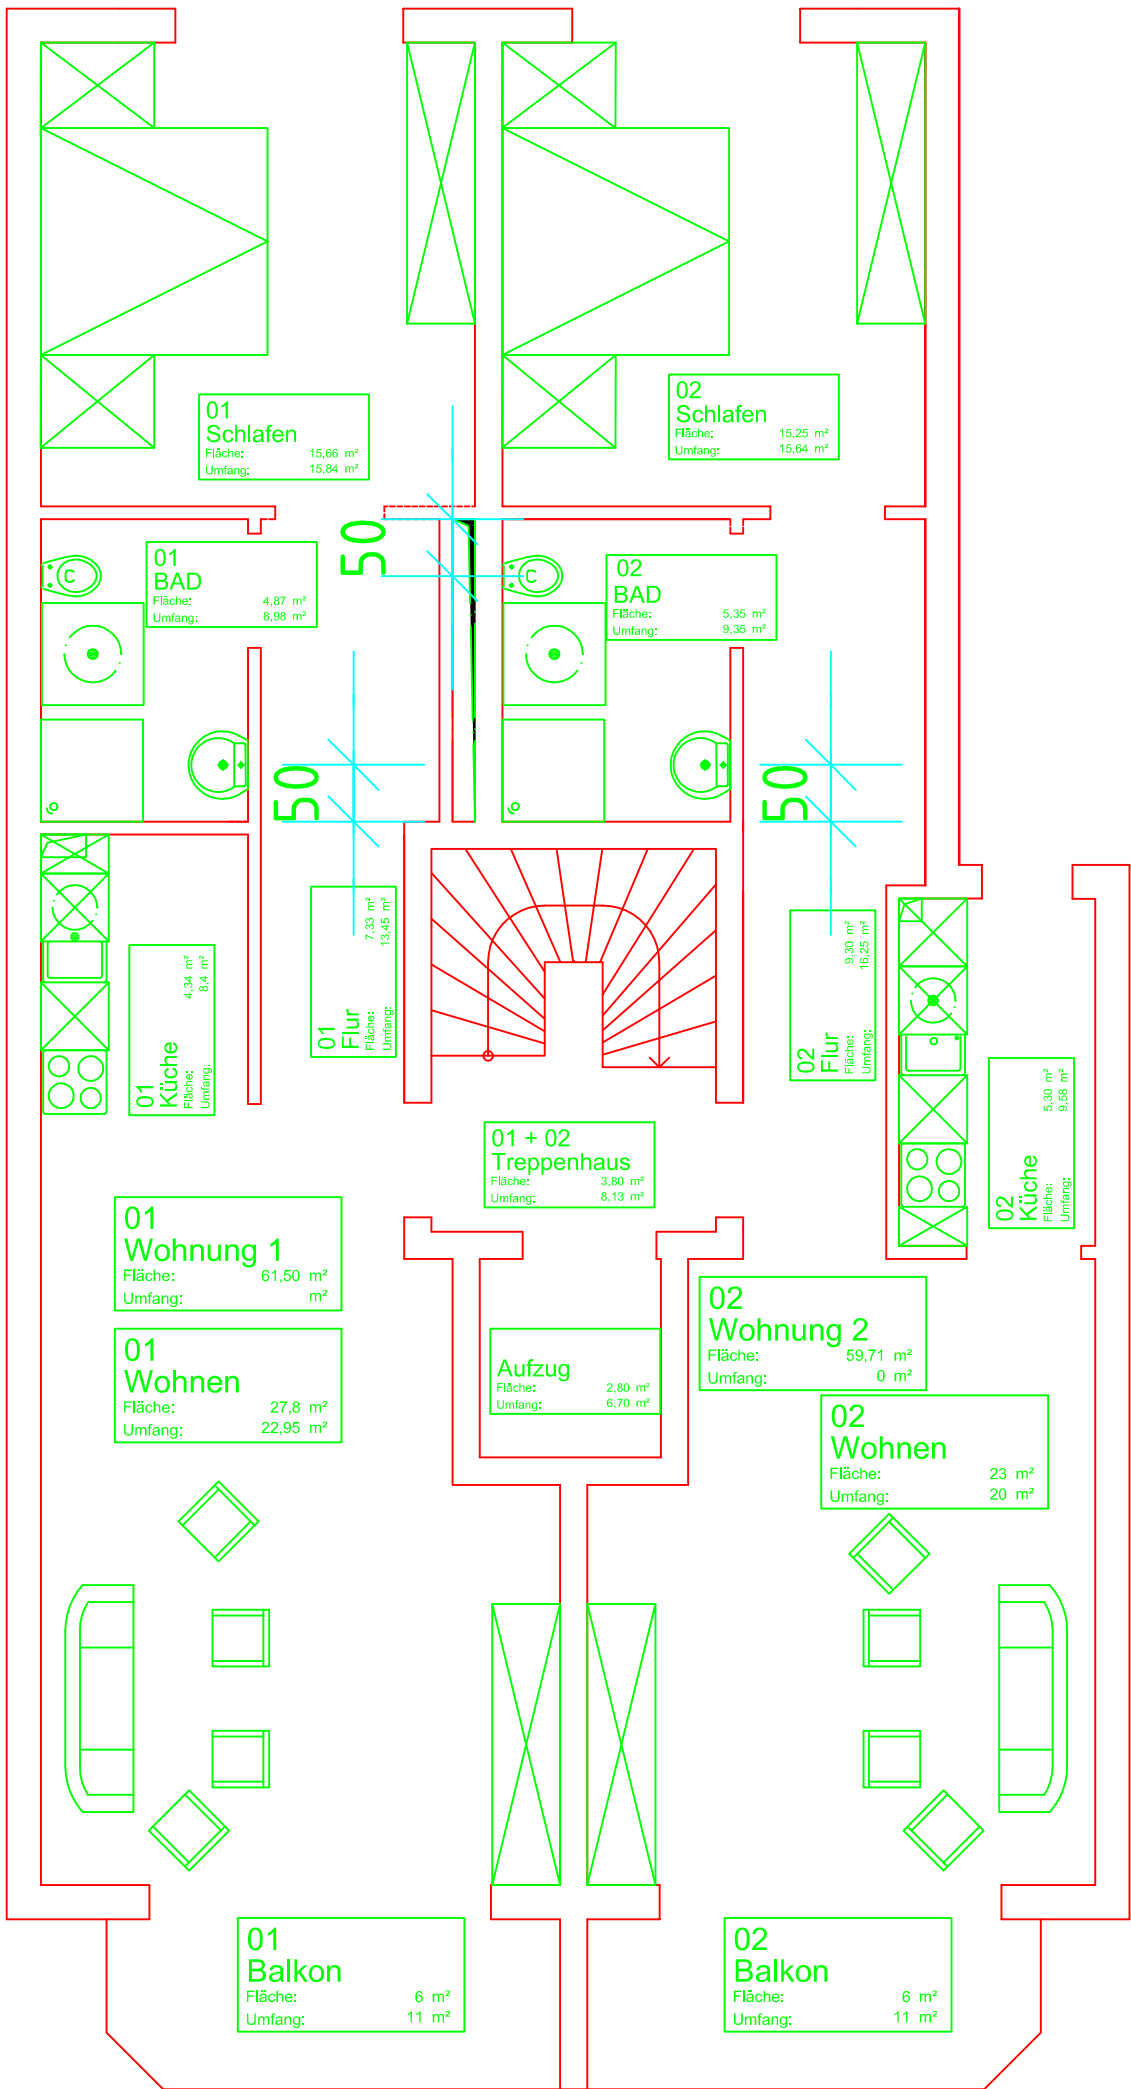 01
Schlafen
Fläche: 15,66 m²
Umfang: 15,84 m²
02
Schlafen
Fläche: 15,25 m²
Umfang: 15,64 m²
50
01
BAD
Fläche: 4,87 m²
Umfang: 8,98 m²
C
02
BAD
Fläche: 5,35 m²
Umfang: 9,35 m²
C
50
50
01
Küche
Fläche: 4,34 m²
Umfang: 8,4 m²
01
Flur
Fläche: 7,33 m²
Umfang: 13,45 m²
02
Flur
Fläche: 9,30 m²
Umfang: 16,25 m²
02
Küche
Fläche: 5,30 m²
Umfang: 9,58 m²
01 + 02
Treppenhaus
Fläche: 3,80 m²
Umfang: 8,13 m²
01
Wohnung 1
Fläche: 61,50 m²
Umfang: m²
02
Wohnung 2
Fläche: 59,71 m²
Umfang: 0 m²
01
Wohnen
Fläche: 27,8 m²
Umfang: 22,95 m²
Aufzug
Fläche: 2,80 m²
Umfang: 6,70 m²
02
Wohnen
Fläche: 23 m²
Umfang: 20 m²
01
Balkon
Fläche: 6 m²
Umfang: 11 m²
02
Balkon
Fläche: 6 m²
Umfang: 11 m²